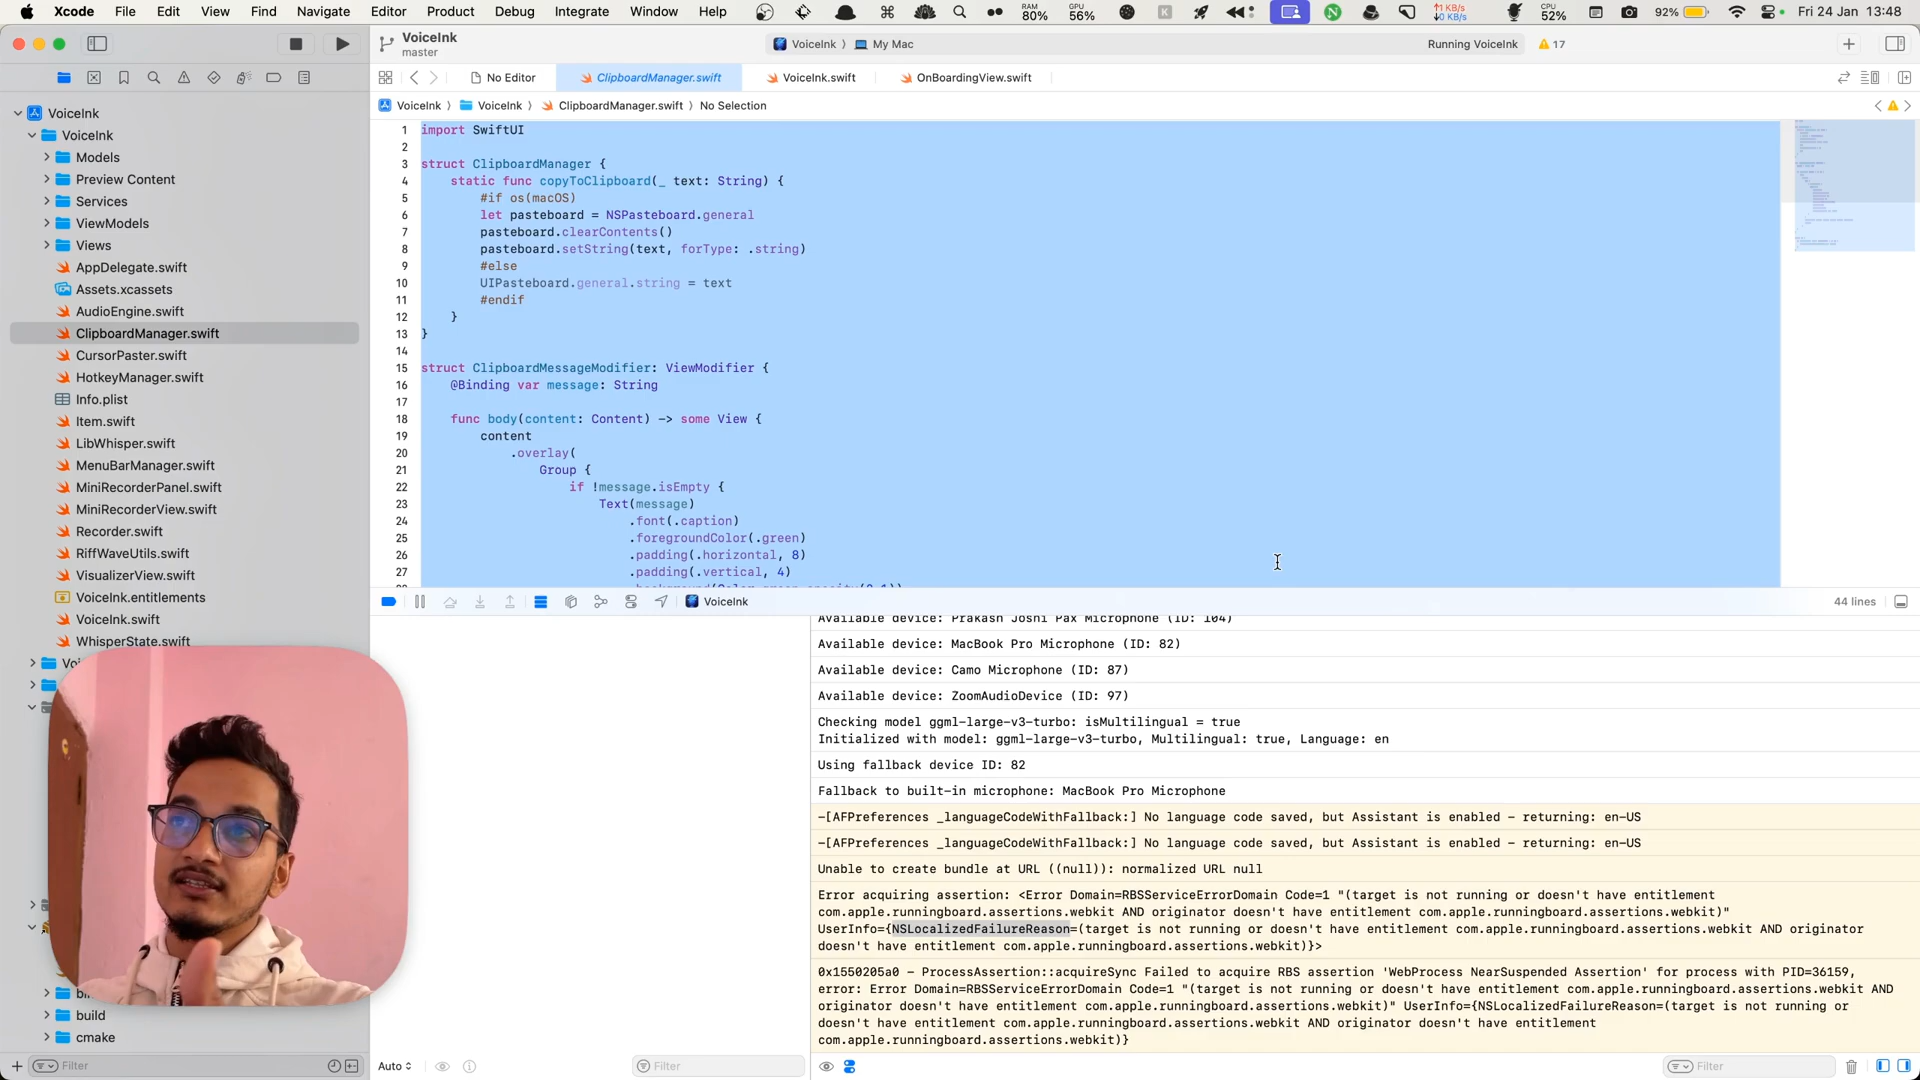 Xcode File Edit View Find Navigate Editor Product Debug Integrate Window Help RAM 80% GPU 56% 1 KB/s 0 KB/s CPU 52% 92% Fri 24 Jan 13:48
VoiceInk
master
VoiceInk My Mac Running VoiceInk 17
No Editor ClipboardManager.swift VoiceInk.swift OnBoardingView.swift
VoiceInk VoiceInk ClipboardManager.swift No Selection
VoiceInk
VoiceInk
Models
Preview Content
Services
ViewModels
Views
AppDelegate.swift
Assets.xcassets
AudioEngine.swift
ClipboardManager.swift
CursorPaster.swift
HotkeyManager.swift
Info.plist
Item.swift
LibWhisper.swift
MenuBarManager.swift
MiniRecorderPanel.swift
MiniRecorderView.swift
Recorder.swift
RiffWaveUtils.swift
VisualizerView.swift
VoiceInk.entitlements
VoiceInk.swift
WhisperState.swift
build
cmake
Filter
1 import SwiftUI
2
3 struct ClipboardManager {
4 static func copyToClipboard(_ text: String) {
5 #if os(macOS)
6 let pasteboard = NSPasteboard.general
7 pasteboard.clearContents()
8 pasteboard.setString(text, forType: .string)
9 #else
10 UIPasteboard.general.string = text
11 #endif
12 }
13 }
14
15 struct ClipboardMessageModifier: ViewModifier {
16 @Binding var message: String
17
18 func body(content: Content) -> some View {
19 content
20 .overlay(
21 Group {
22 if !message.isEmpty {
23 Text(message)
24 .font(.caption)
25 .foregroundColor(.green)
26 .padding(.horizontal, 8)
27 .padding(.vertical, 4)
VoiceInk 44 lines
Available device: Prakash Joshi Pax Microphone (ID: 104)
Available device: MacBook Pro Microphone (ID: 82)
Available device: Camo Microphone (ID: 87)
Available device: ZoomAudioDevice (ID: 97)
Checking model ggml-large-v3-turbo: isMultilingual = true
Initialized with model: ggml-large-v3-turbo, Multilingual: true, Language: en
Using fallback device ID: 82
Fallback to built-in microphone: MacBook Pro Microphone
-[AFPreferences _languageCodeWithFallback:] No language code saved, but Assistant is enabled - returning: en-US
-[AFPreferences _languageCodeWithFallback:] No language code saved, but Assistant is enabled - returning: en-US
Unable to create bundle at URL ((null)): normalized URL null
Error acquiring assertion: <Error Domain=RBSServiceErrorDomain Code=1 "(target is not running or doesn't have entitlement
com.apple.runningboard.assertions.webkit AND originator doesn't have entitlement com.apple.runningboard.assertions.webkit)"
UserInfo={NSLocalizedFailureReason=(target is not running or doesn't have entitlement com.apple.runningboard.assertions.webkit AND originator
doesn't have entitlement com.apple.runningboard.assertions.webkit)}>
0x1550205a0 - ProcessAssertion::acquireSync Failed to acquire RBS assertion 'WebProcess NearSuspended Assertion' for process with PID=36159,
error: Error Domain=RBSServiceErrorDomain Code=1 "(target is not running or doesn't have entitlement com.apple.runningboard.assertions.webkit AND
originator doesn't have entitlement com.apple.runningboard.assertions.webkit)" UserInfo={NSLocalizedFailureReason=(target is not running or
doesn't have entitlement com.apple.runningboard.assertions.webkit AND originator doesn't have entitlement
com.apple.runningboard.assertions.webkit)}
Auto Filter Filter